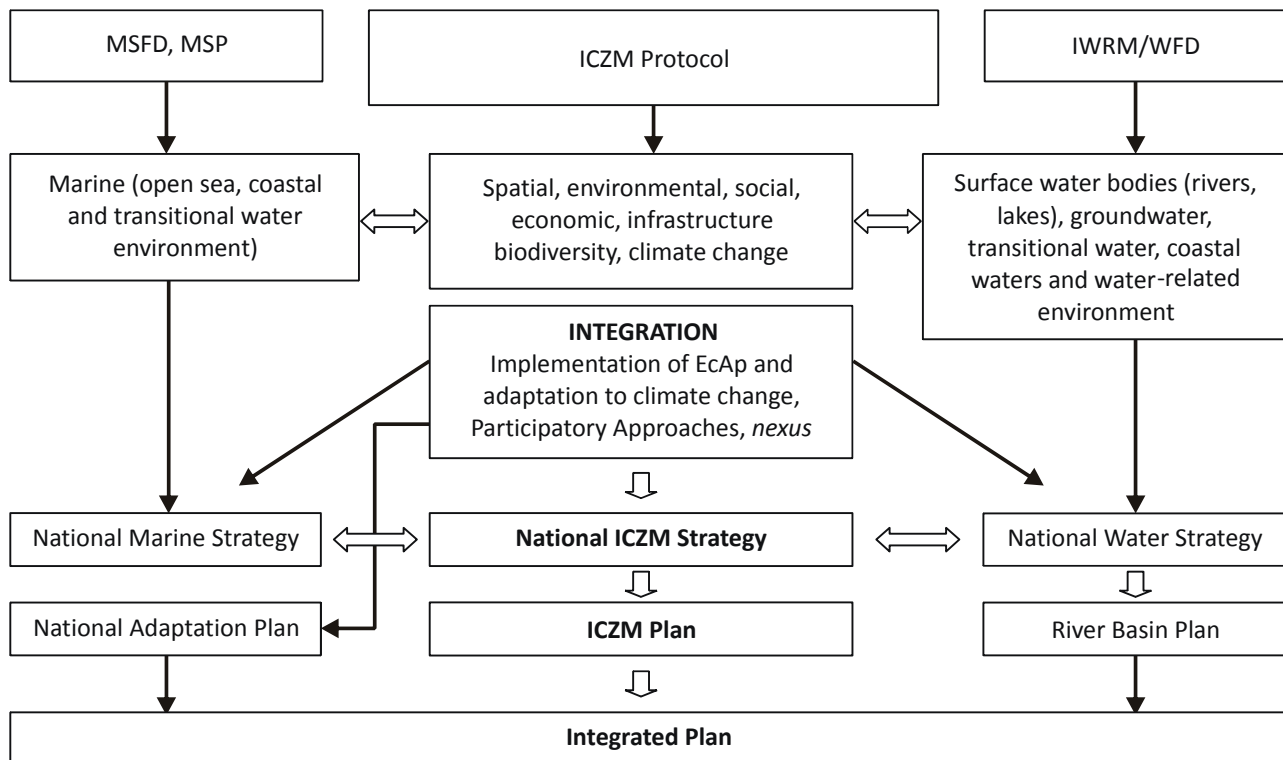 MSFD, MSP
ICZM Protocol
IWRM/WFD
Marine (open sea, coastal
and transitional water
environment)
Spatial, environmental, social,
economic, infrastructure
biodiversity, climate change
Surface water bodies (rivers,
lakes), groundwater,
transitional water, coastal
waters and water-related
environment
INTEGRATION
Implementation of EcAp and
adaptation to climate change,
Participatory Approaches, nexus
National Marine Strategy
National ICZM Strategy
National Water Strategy
National Adaptation Plan
ICZM Plan
River Basin Plan
Integrated Plan